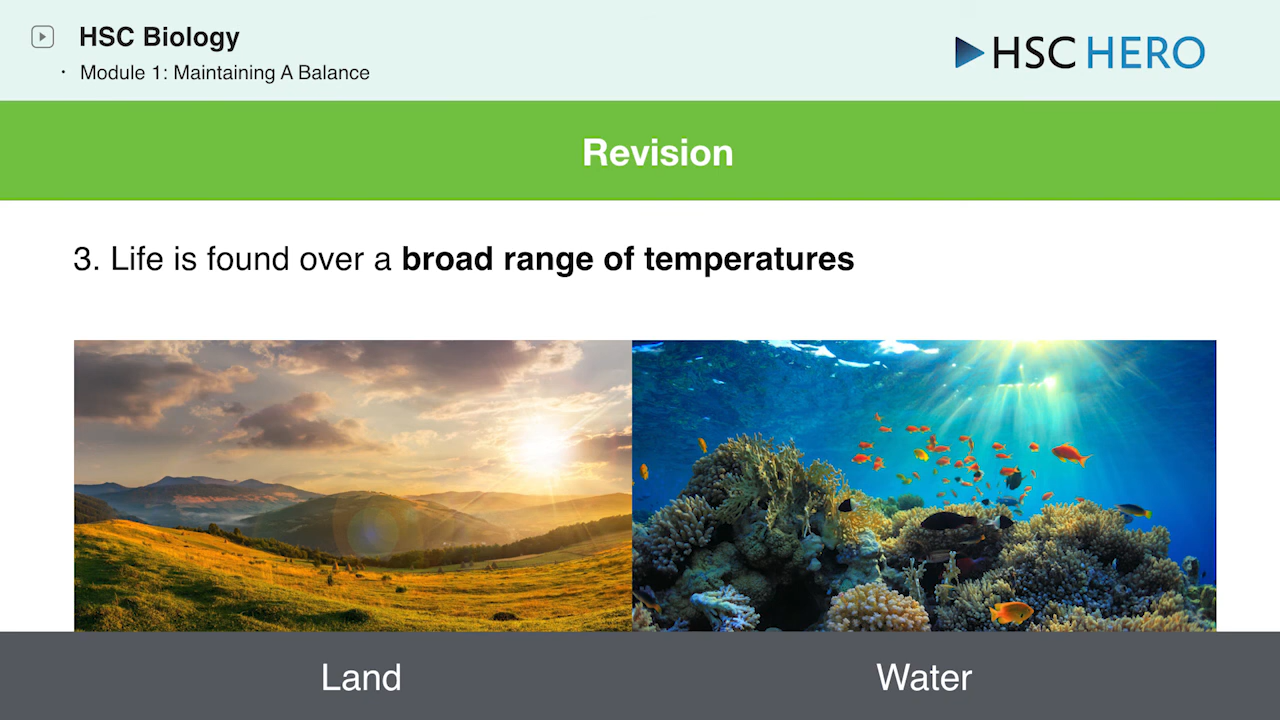 HSC Biology
· Module 1: Maintaining A Balance
HSC HERO
Revision
3. Life is found over a broad range of temperatures
Land
Water